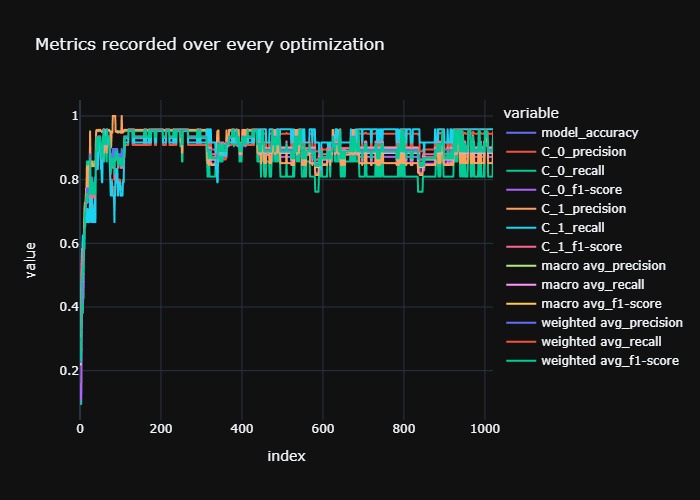 Metrics recorded over every optimization
variable
model_accuracy
C_0_precision
C_0_recall
C_0_f1-score
C_1_precision
C_1_recall
C_1_f1-score
macro avg_precision
macro avg_recall
macro avg_f1-score
weighted avg_precision
weighted avg_recall
weighted avg_f1-score
value
1
0.8
0.6
0.4
0.2
0 200 400 600 800 1000
index